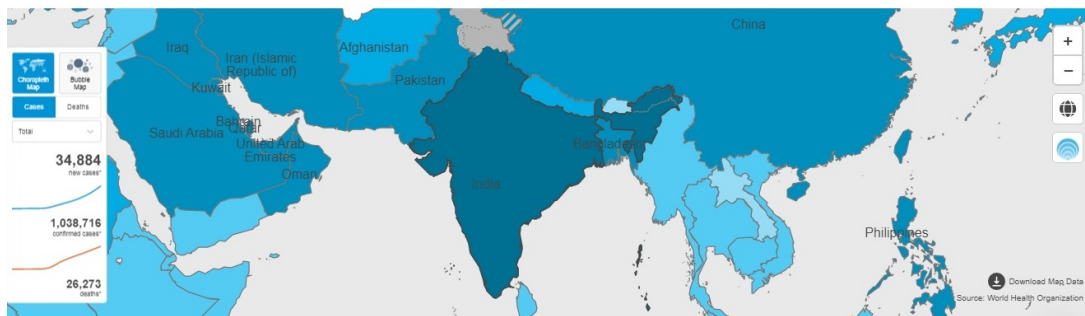 China
Iraq
Afghanistan
Iran (Islamic
Republic of)
Pakistan
Kuwait
Bahrain
Qatar
Saudi Arabia
United Arab
Emirates
Oman
Bangladesh
India
Philippines
Choropleth
Map
Bubble
Map
Cases
Deaths
Total
34,884
new cases*
1,038,716
confirmed cases*
26,273
deaths*
+
−
Download Map Data
Source: World Health Organization